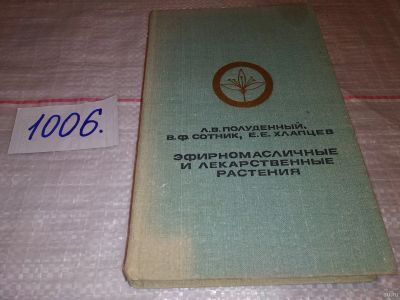 1006.
Л.В.ПОЛУДЕННЫЙ,
В.Ф.СОТНИК, Е.Е.ХЛАПЦЕВ
ЭФИРНОМАСЛИЧНЫЕ
И ЛЕКАРСТВЕННЫЕ
РАСТЕНИЯ